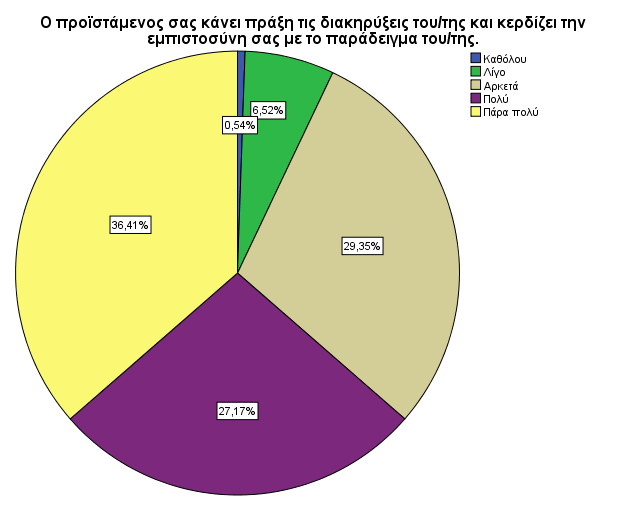 Ο προϊστάμενος σας κάνει πράξη τις διακηρύξεις του/της και κερδίζει την
εμπιστοσύνη σας με το παράδειγμα του/της.
Καθόλου
Λίγο
Αρκετά
Πολύ
Πάρα πολύ
6,52%
0,54%
36,41%
29,35%
27,17%